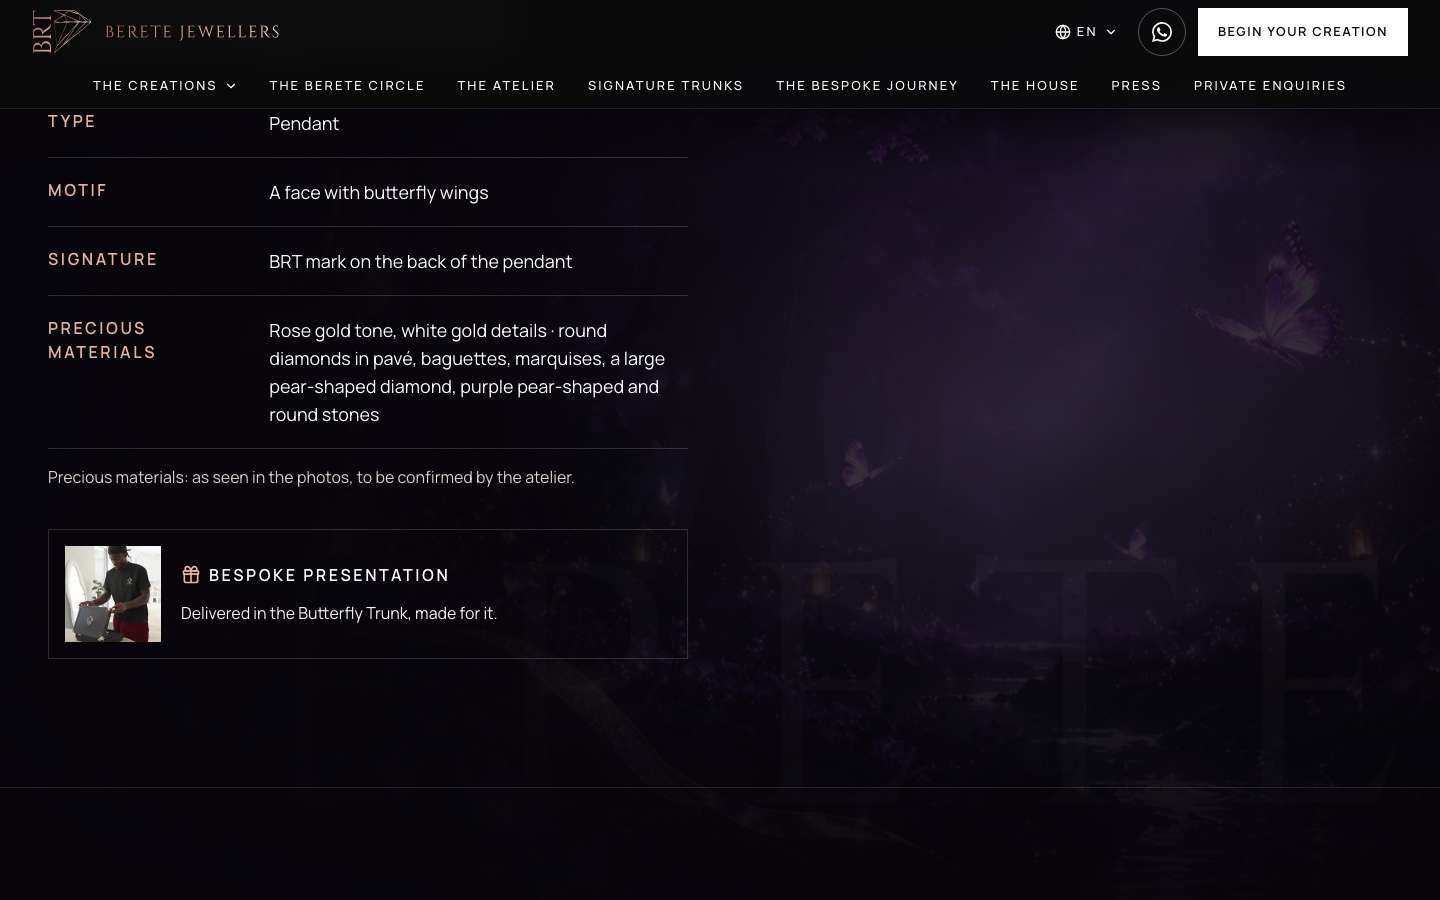 BRT
BERETE JEWELLERS
EN
BEGIN YOUR CREATION
THE CREATIONS
THE BERETE CIRCLE
THE ATELIER
SIGNATURE TRUNKS
THE BESPOKE JOURNEY
THE HOUSE
PRESS
PRIVATE ENQUIRIES
TYPE
Pendant
MOTIF
A face with butterfly wings
SIGNATURE
BRT mark on the back of the pendant
PRECIOUS
MATERIALS
Rose gold tone, white gold details · round
diamonds in pavé, baguettes, marquises, a large
pear-shaped diamond, purple pear-shaped and
round stones
Precious materials: as seen in the photos, to be confirmed by the atelier.
BESPOKE PRESENTATION
Delivered in the Butterfly Trunk, made for it.